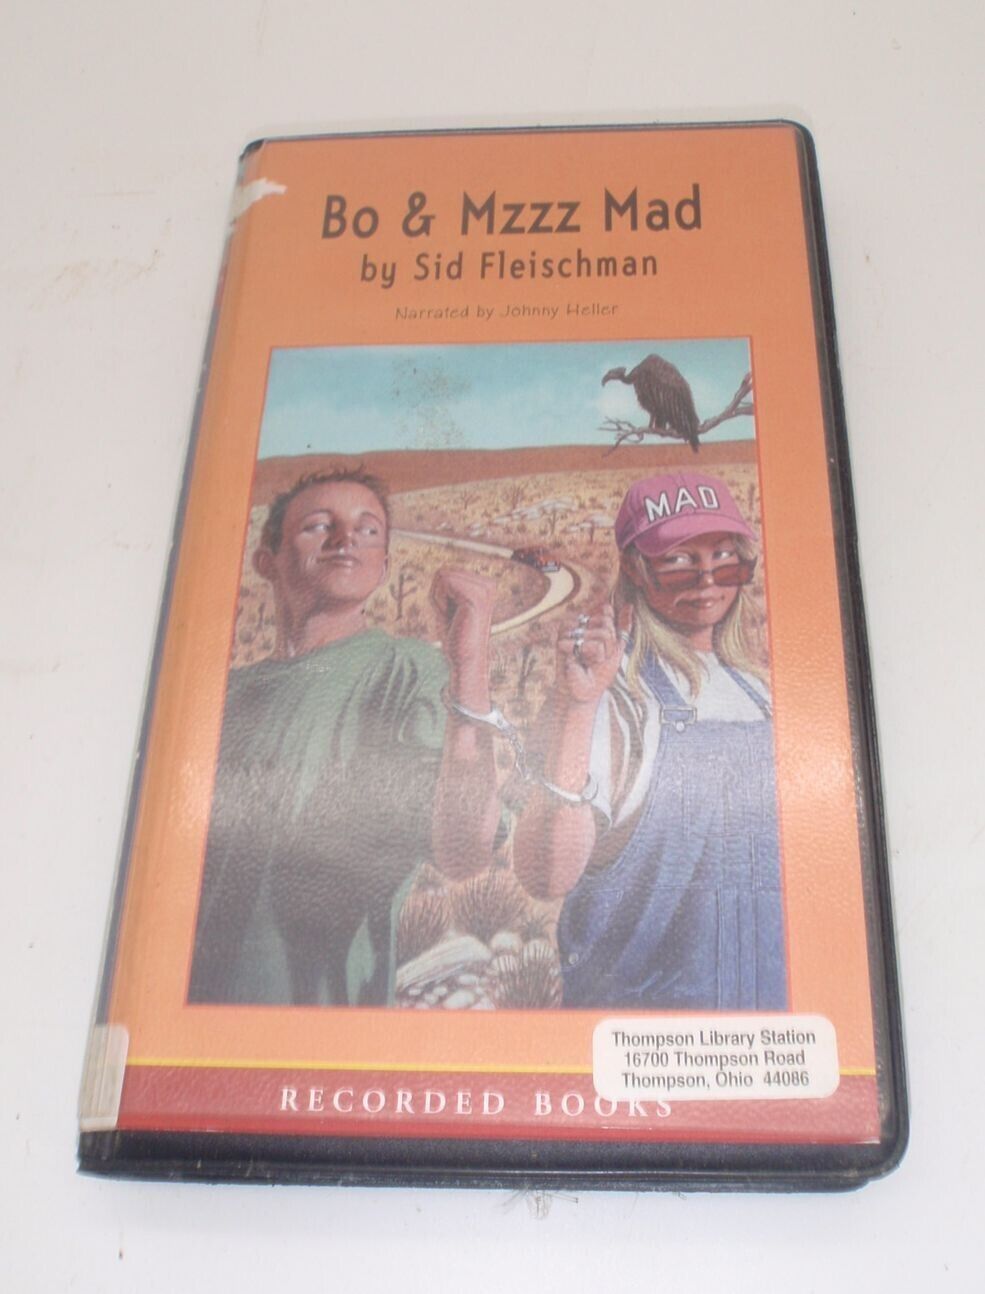 Bo & Mzzz Mad
by Sid Fleischman
Narrated by Johnny Heller
MAD
Thompson Library Station
16700 Thompson Road
Thompson, Ohio 44086
RECORDED BOOKS